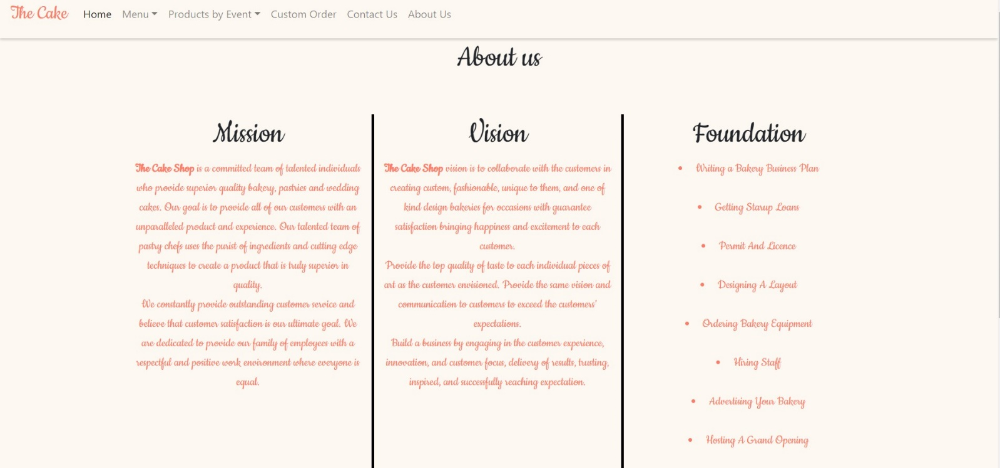 The Cake Home Menu Products by Event Custom Order Contact Us About Us
About us
Mission
The Cake Shop is a committed team of talented individuals
who provide superior quality bakery, pastries and wedding
cakes. Our goal is to provide all of our customers with an
unparalleled product and experience. Our talented team of
pastry chefs uses the purist of ingredients and cutting edge
techniques to create a product that is truly superior in
quality.
We constantly provide outstanding customer service and
believe that customer satisfaction is our ultimate goal. We
are dedicated to provide our family of employees with a
respectful and positive work environment where everyone is
equal.
Vision
The Cake Shop vision is to collaborate with the customers in
creating custom, fashionable, unique to them, and one of
kind design bakeries for occasions with guarantee
satisfaction bringing happiness and excitement to each
customer.
Provide the top quality of taste to each individual pieces of
art as the customer envisioned. Provide the same vision and
communication to customers to exceed the customers'
expectations.
Build a business by engaging in the customer experience,
innovation, and customer focus, delivery of results, trusting,
inspired, and successfully reaching expectation.
Foundation
• Writing a Bakery Business Plan
• Getting Starup Loans
• Permit And Licence
• Designing A Layout
• Ordering Bakery Equipment
• Hiring Staff
• Advertising Your Bakery
• Hosting A Grand Opening